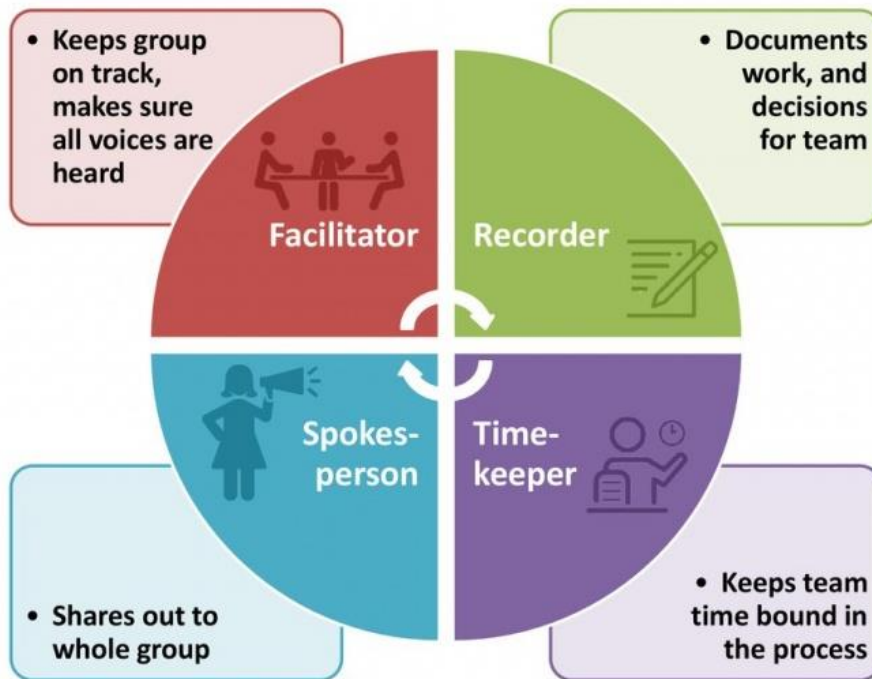 • Keeps group
on track,
makes sure
all voices are
heard
• Documents
work, and
decisions
for team
Facilitator
Recorder
Spokes-
person
Time-
keeper
• Shares out to
whole group
• Keeps team
time bound in
the process